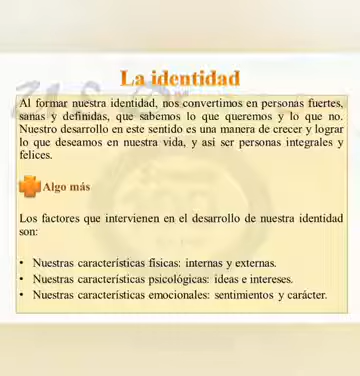 La identidad
Al formar nuestra identidad, nos convertimos en personas fuertes,
sanas y definidas, que sabemos lo que queremos y lo que no.
Nuestro desarrollo en este sentido es una manera de crecer y lograr
lo que deseamos en nuestra vida, y asi ser personas integrales y
felices.
Algo más
Los factores que intervienen en el desarrollo de nuestra identidad
son:
• Nuestras características físicas: internas y externas.
• Nuestras características psicológicas: ideas e intereses.
• Nuestras características emocionales: sentimientos y carácter.